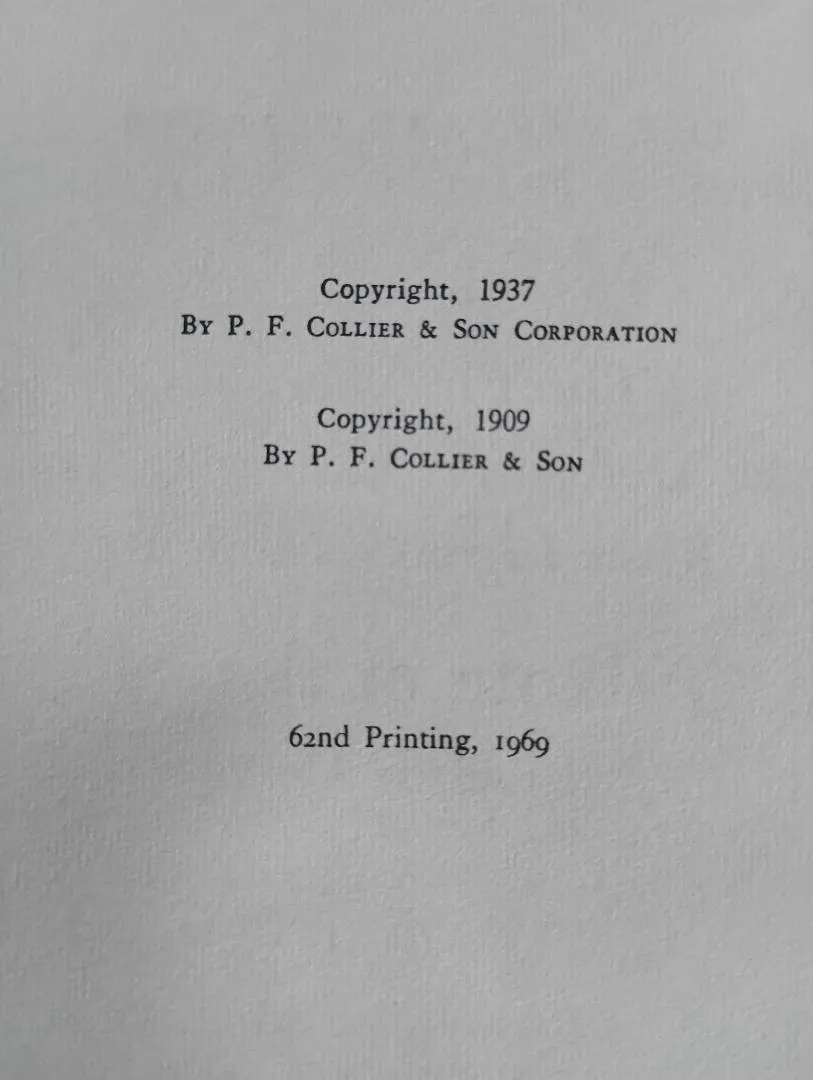 Copyright, 1937
By P. F. Collier & Son Corporation
Copyright, 1909
By P. F. Collier & Son
62nd Printing, 1969